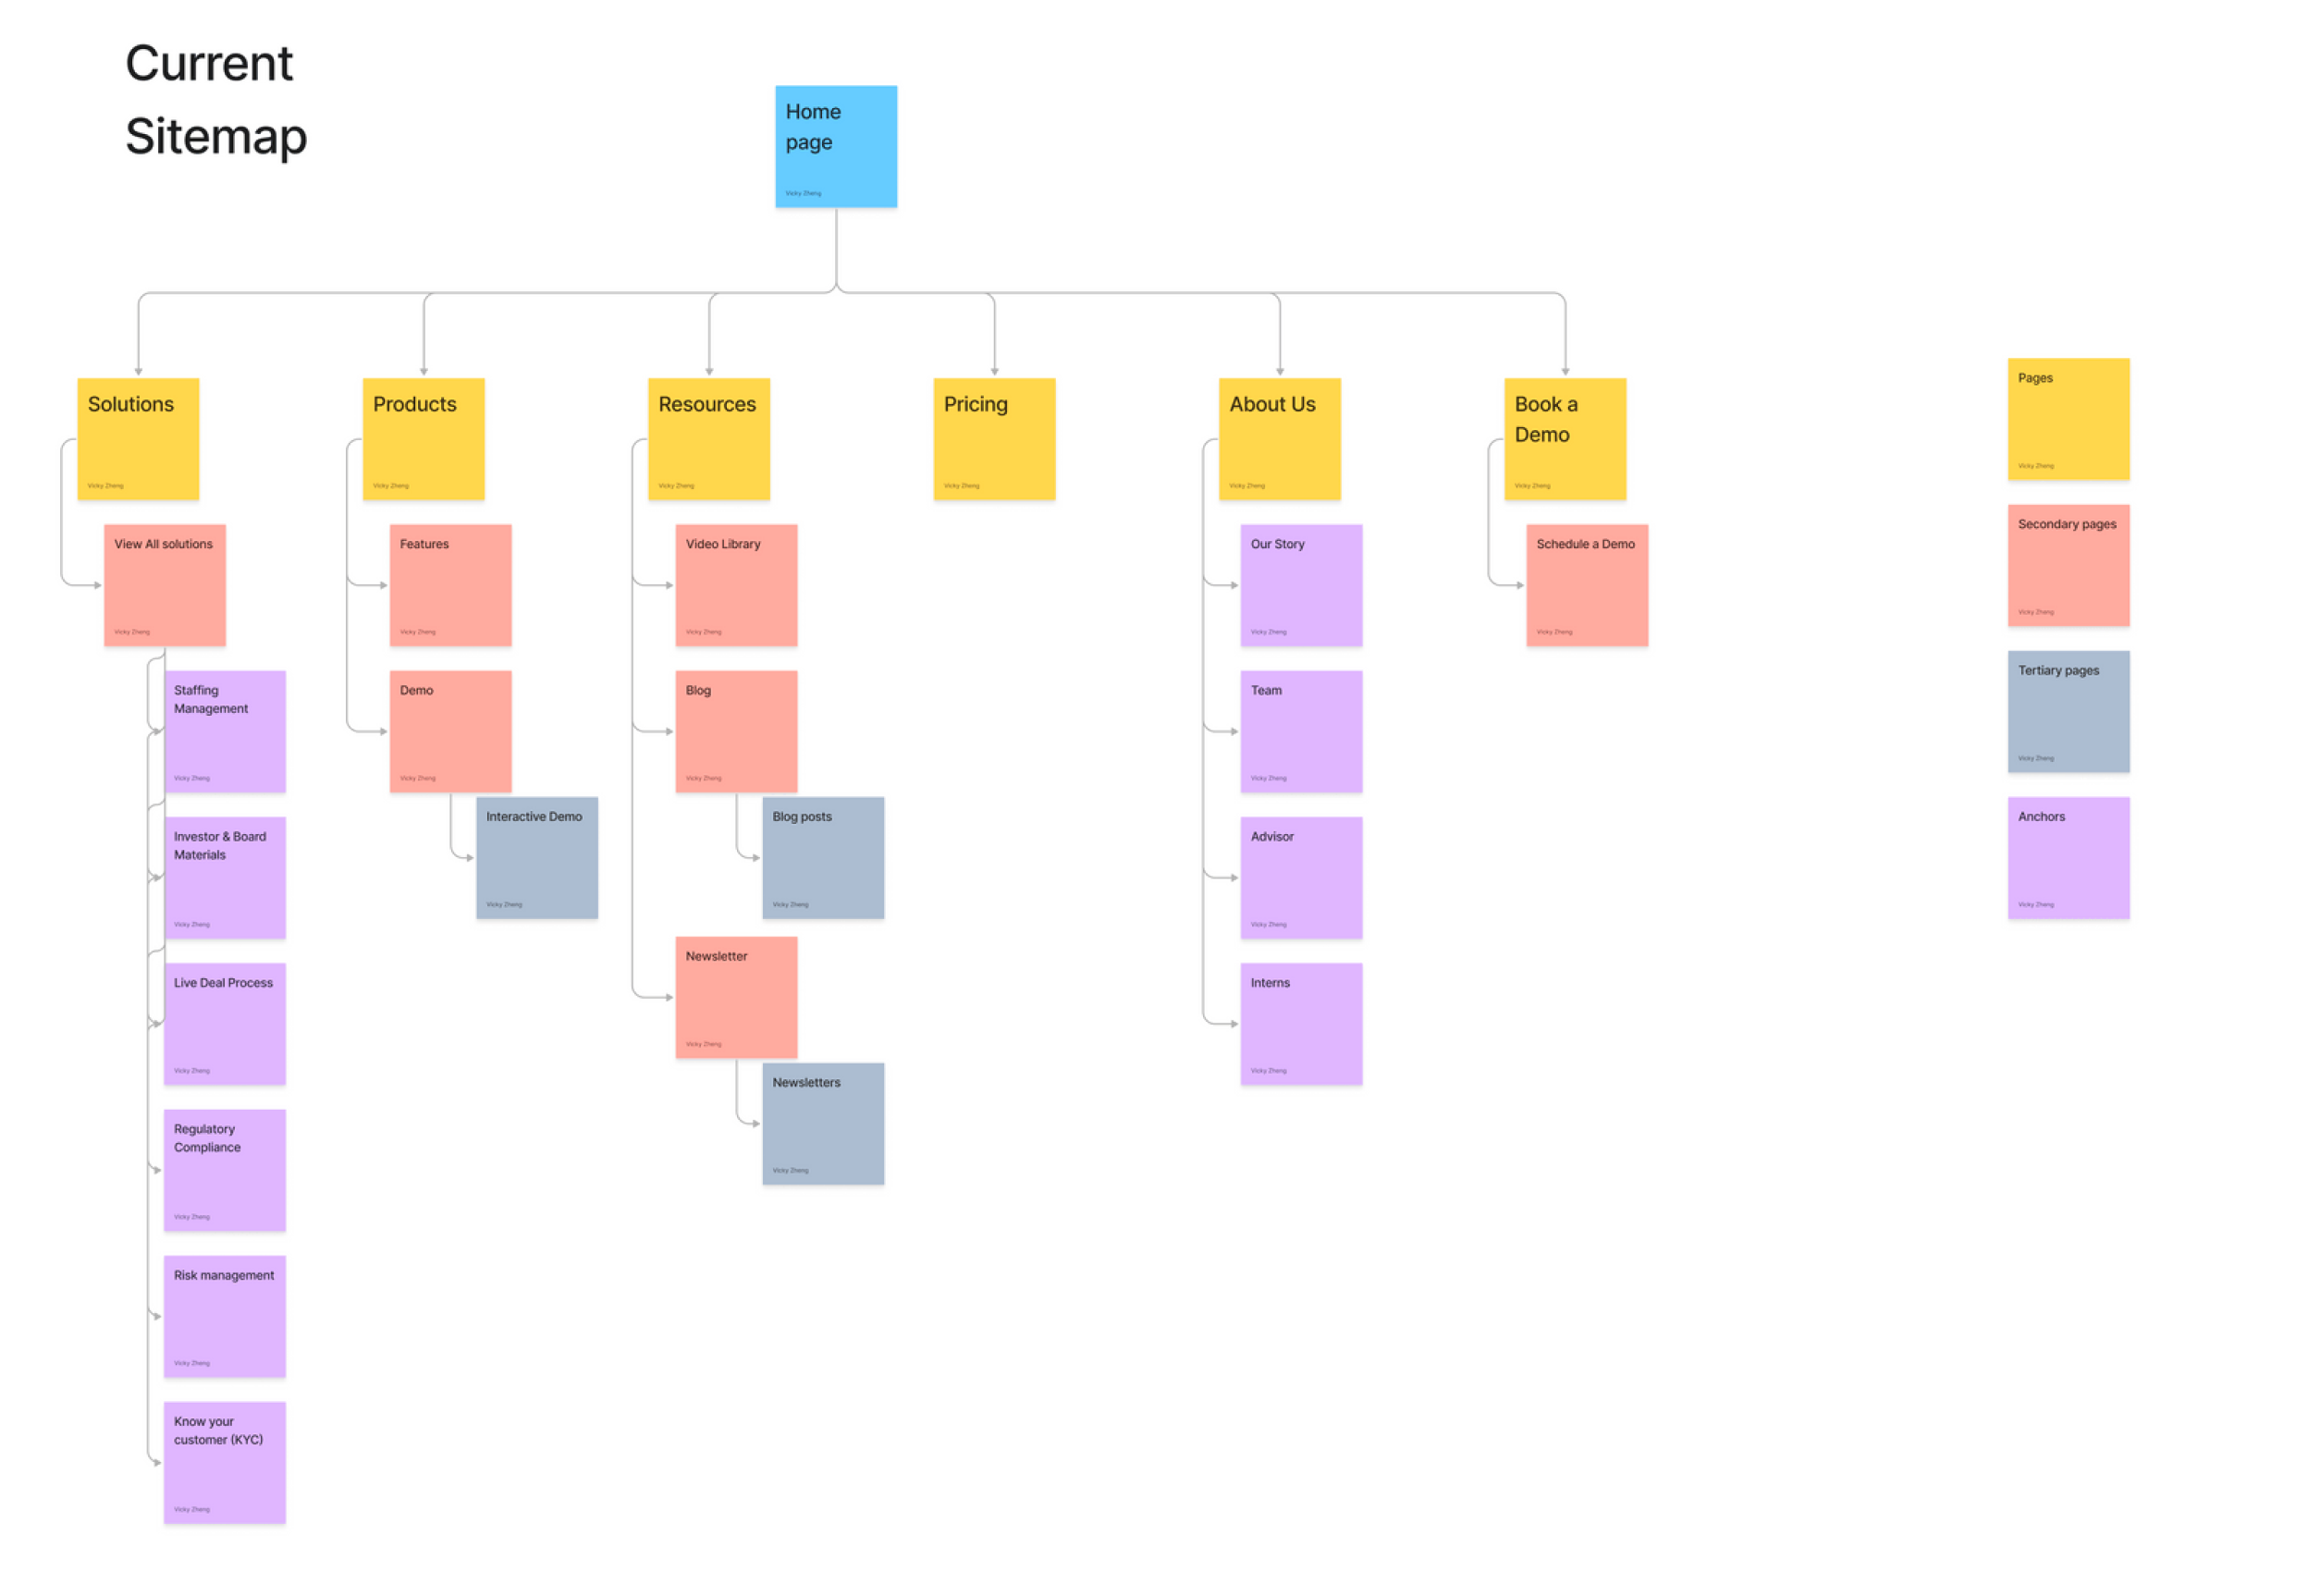 Current
Sitemap
Home
page
Vicky Zheng
Solutions
Vicky Zheng
Products
Vicky Zheng
Resources
Vicky Zheng
Pricing
Vicky Zheng
About Us
Vicky Zheng
Book a
Demo
Vicky Zheng
View All solutions
Vicky Zheng
Staffing
Management
Vicky Zheng
Investor & Board
Materials
Vicky Zheng
Live Deal Process
Vicky Zheng
Regulatory
Compliance
Vicky Zheng
Risk management
Vicky Zheng
Know your
customer (KYC)
Vicky Zheng
Features
Vicky Zheng
Demo
Vicky Zheng
Interactive Demo
Vicky Zheng
Video Library
Vicky Zheng
Blog
Vicky Zheng
Blog posts
Vicky Zheng
Newsletter
Vicky Zheng
Newsletters
Vicky Zheng
Our Story
Vicky Zheng
Team
Vicky Zheng
Advisor
Vicky Zheng
Interns
Vicky Zheng
Schedule a Demo
Vicky Zheng
Pages
Vicky Zheng
Secondary pages
Vicky Zheng
Tertiary pages
Vicky Zheng
Anchors
Vicky Zheng